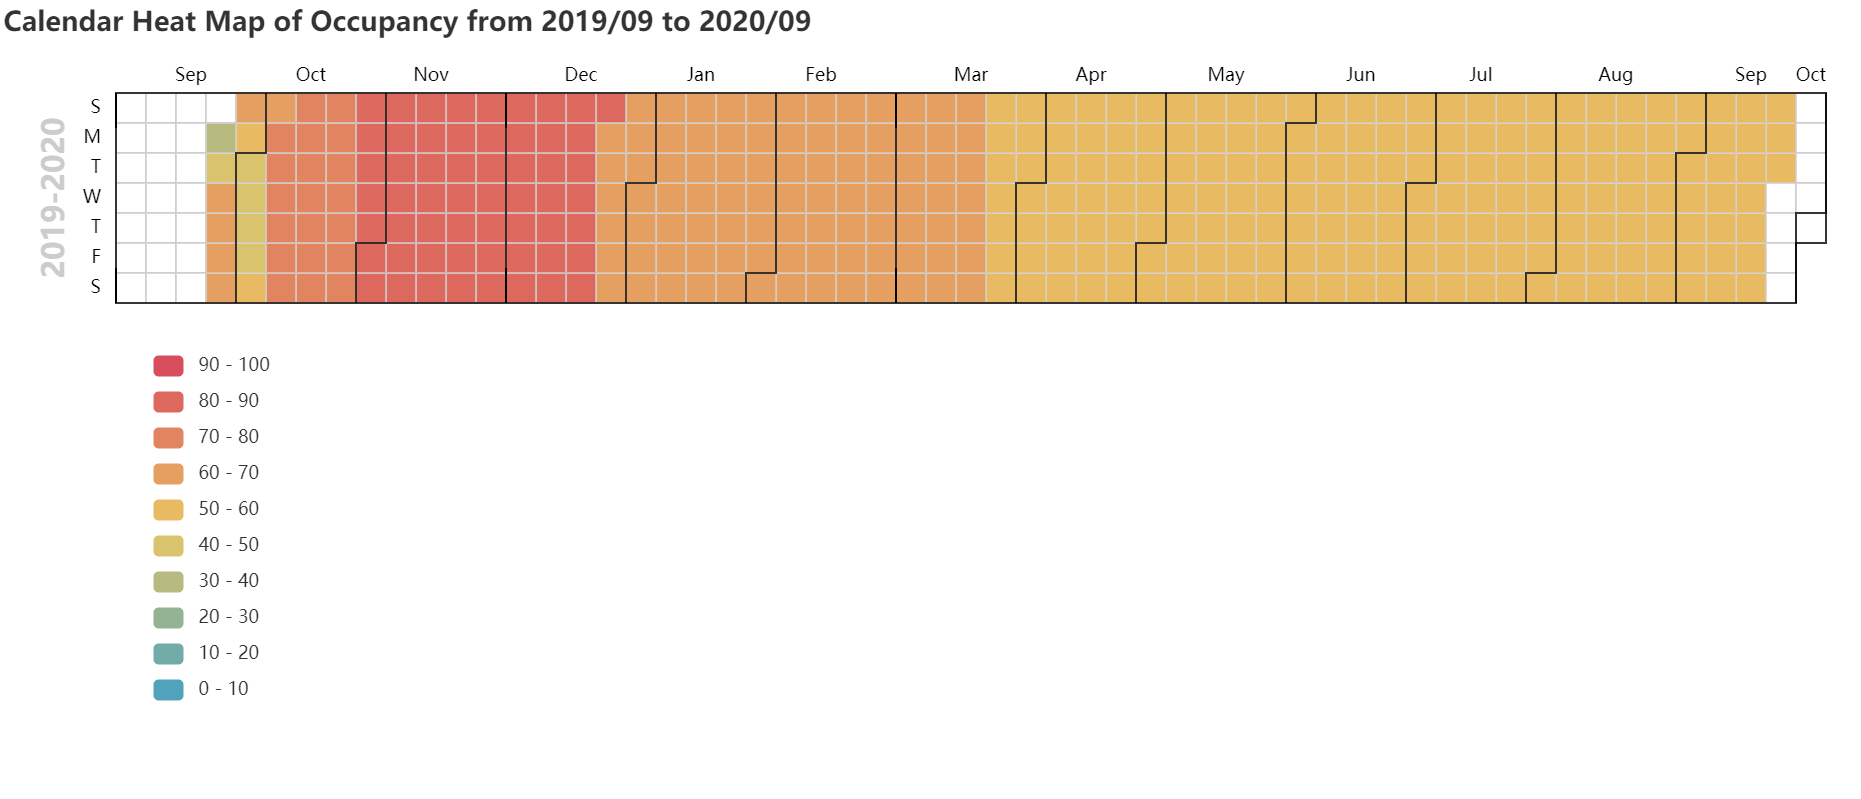 Calendar Heat Map of Occupancy from 2019/09 to 2020/09
Sep Oct Nov Dec Jan Feb Mar Apr May Jun Jul Aug Sep Oct
2019-2020
S
M
T
W
T
F
S
90 - 100
80 - 90
70 - 80
60 - 70
50 - 60
40 - 50
30 - 40
20 - 30
10 - 20
0 - 10